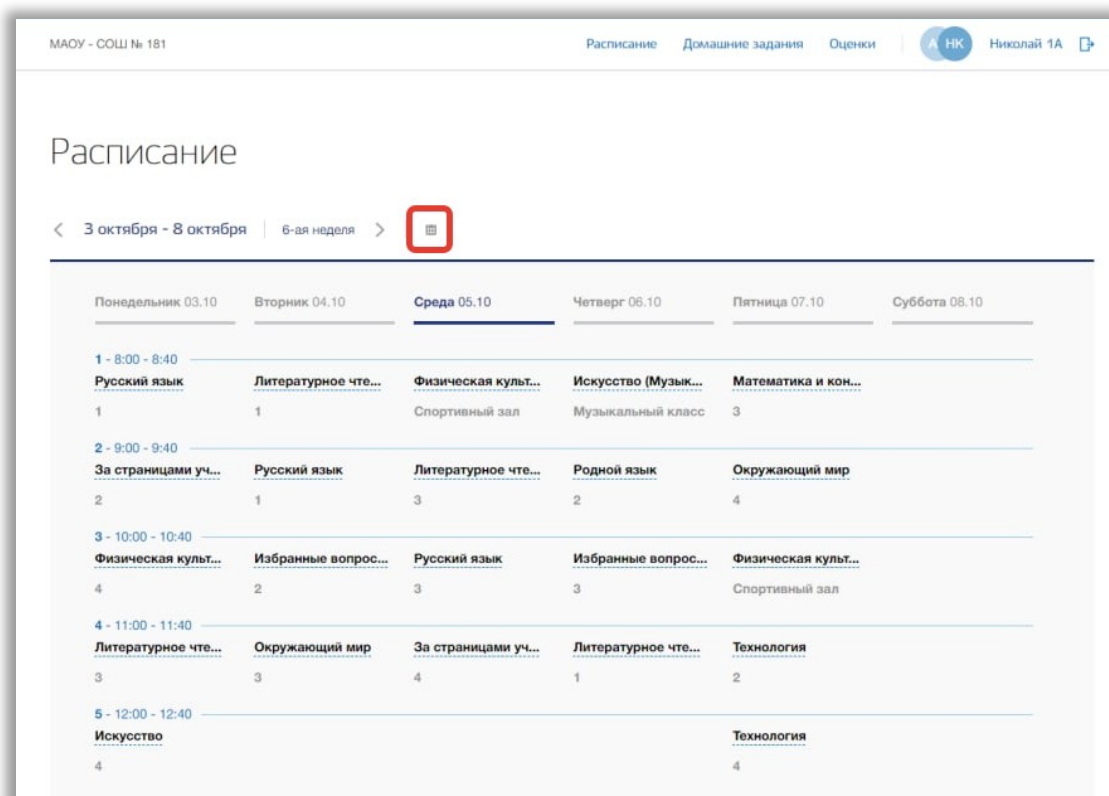 МАОУ - СОШ № 181 Расписание Домашние задания Оценки А НК Николай 1А
Расписание
3 октября - 8 октября 6-ая неделя
Понедельник 03.10 Вторник 04.10 Среда 05.10 Четверг 06.10 Пятница 07.10 Суббота 08.10
1 - 8:00 - 8:40
Русский язык Литературное чте... Физическая культ... Искусство (Музык... Математика и кон...
1 1 Спортивный зал Музыкальный класс 3
2 - 9:00 - 9:40
За страницами уч... Русский язык Литературное чте... Родной язык Окружающий мир
2 1 3 2 4
3 - 10:00 - 10:40
Физическая культ... Избранные вопрос... Русский язык Избранные вопрос... Физическая культ...
4 2 3 3 Спортивный зал
4 - 11:00 - 11:40
Литературное чте... Окружающий мир За страницами уч... Литературное чте... Технология
3 3 4 1 2
5 - 12:00 - 12:40
Искусство Технология
4 4